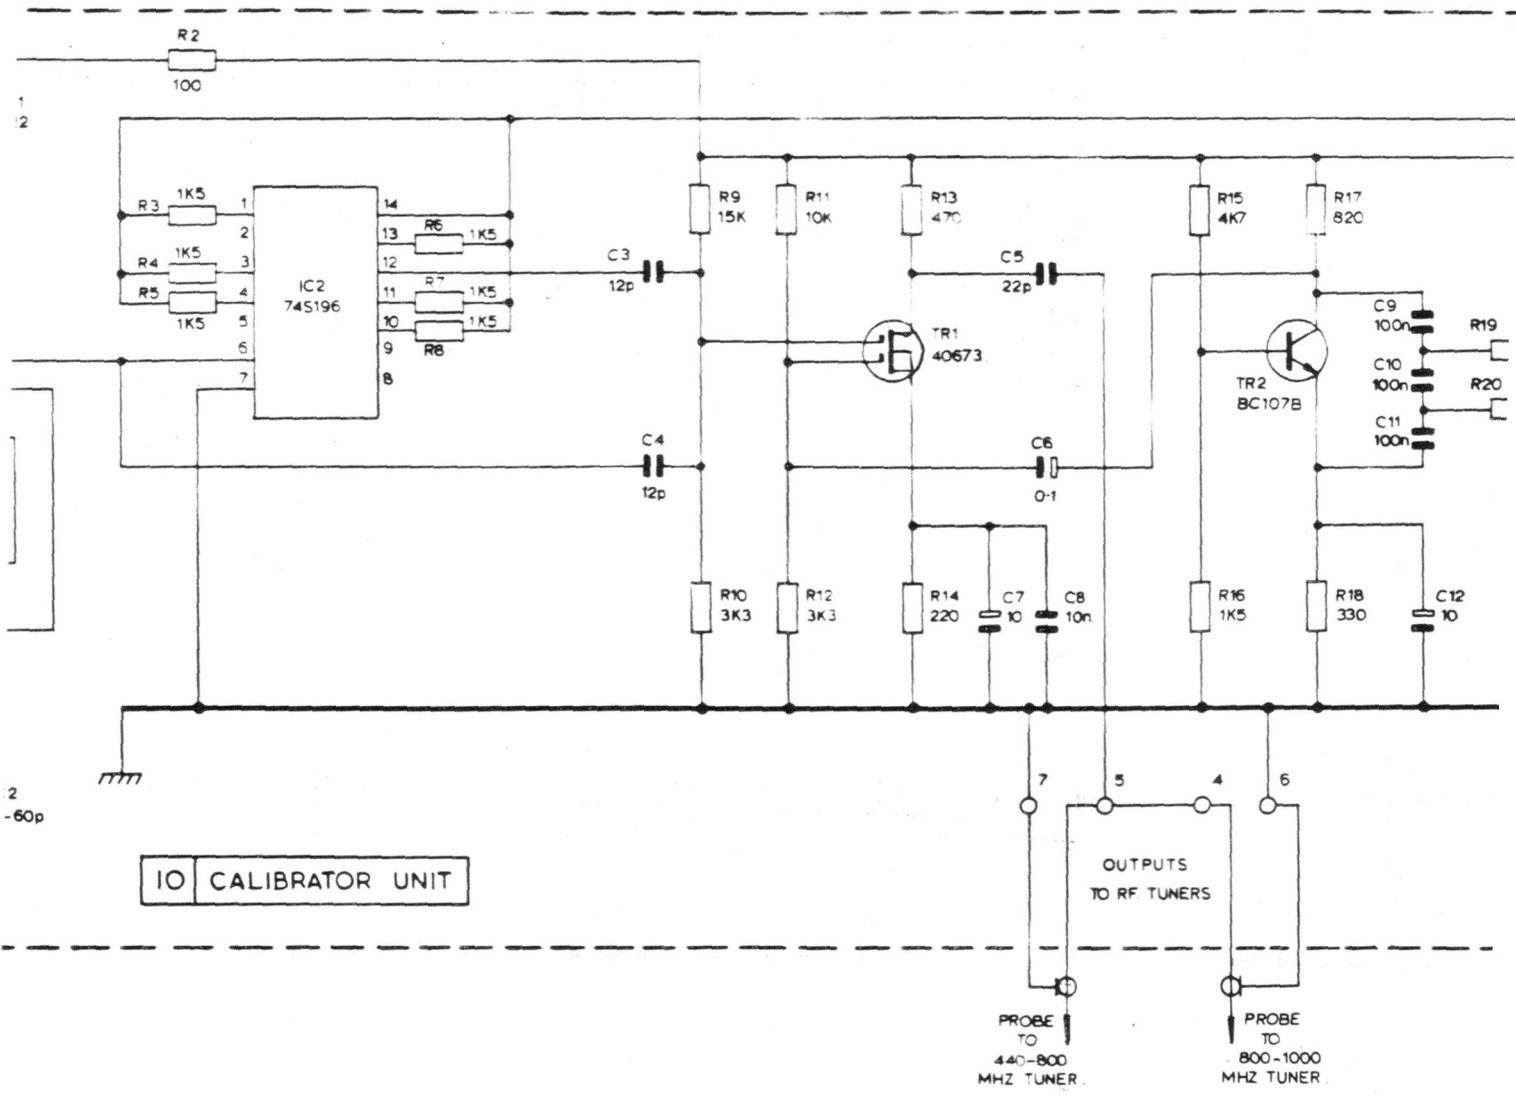 R2
100
1
2
R3
1K5
1
14
2
13
R6
1K5
R4
1K5
3
12
R5
1K5
4
11
R7
1K5
IC2
74S196
5
10
R8
1K5
6
9
7
8
C3
12p
C4
12p
R9
15K
R11
10K
R13
470
C5
22p
TR1
40673
C6
0·1
R15
4K7
R17
820
TR2
BC107B
C9
100n
R19
C10
100n
R20
C11
100n
R10
3K3
R12
3K3
R14
220
C7
10
C8
10n
R16
1K5
R18
330
C12
10
2
-60p
7
5
4
6
OUTPUTS
TO RF. TUNERS
10 CALIBRATOR UNIT
PROBE
TO
440-800
MHZ TUNER.
PROBE
TO
800-1000
MHZ TUNER.